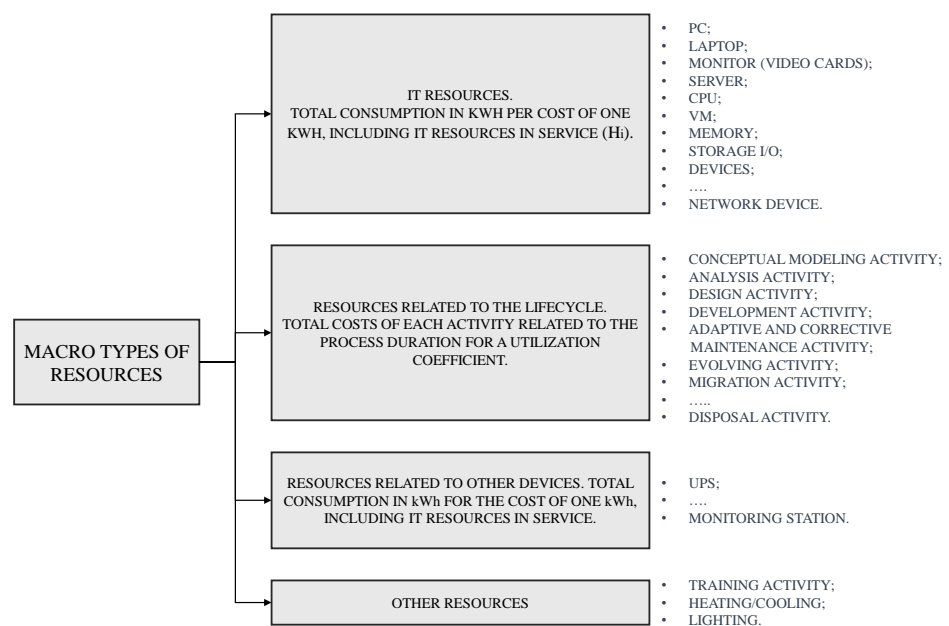 MACRO TYPES OF
RESOURCES
IT RESOURCES.
TOTAL CONSUMPTION IN KWH PER COST OF ONE
KWH, INCLUDING IT RESOURCES IN SERVICE (Hi).
• PC;
• LAPTOP;
• MONITOR (VIDEO CARDS);
• SERVER;
• CPU;
• VM;
• MEMORY;
• STORAGE I/O;
• DEVICES;
• ….
• NETWORK DEVICE.
RESOURCES RELATED TO THE LIFECYCLE.
TOTAL COSTS OF EACH ACTIVITY RELATED TO THE
PROCESS DURATION FOR A UTILIZATION
COEFFICIENT.
• CONCEPTUAL MODELING ACTIVITY;
• ANALYSIS ACTIVITY;
• DESIGN ACTIVITY;
• DEVELOPMENT ACTIVITY;
• ADAPTIVE AND CORRECTIVE
MAINTENANCE ACTIVITY;
• EVOLVING ACTIVITY;
• MIGRATION ACTIVITY;
• …..
• DISPOSAL ACTIVITY.
RESOURCES RELATED TO OTHER DEVICES. TOTAL
CONSUMPTION IN kWh FOR THE COST OF ONE kWh,
INCLUDING IT RESOURCES IN SERVICE.
• UPS;
• ….
• MONITORING STATION.
OTHER RESOURCES
• TRAINING ACTIVITY;
• HEATING/COOLING;
• LIGHTING.